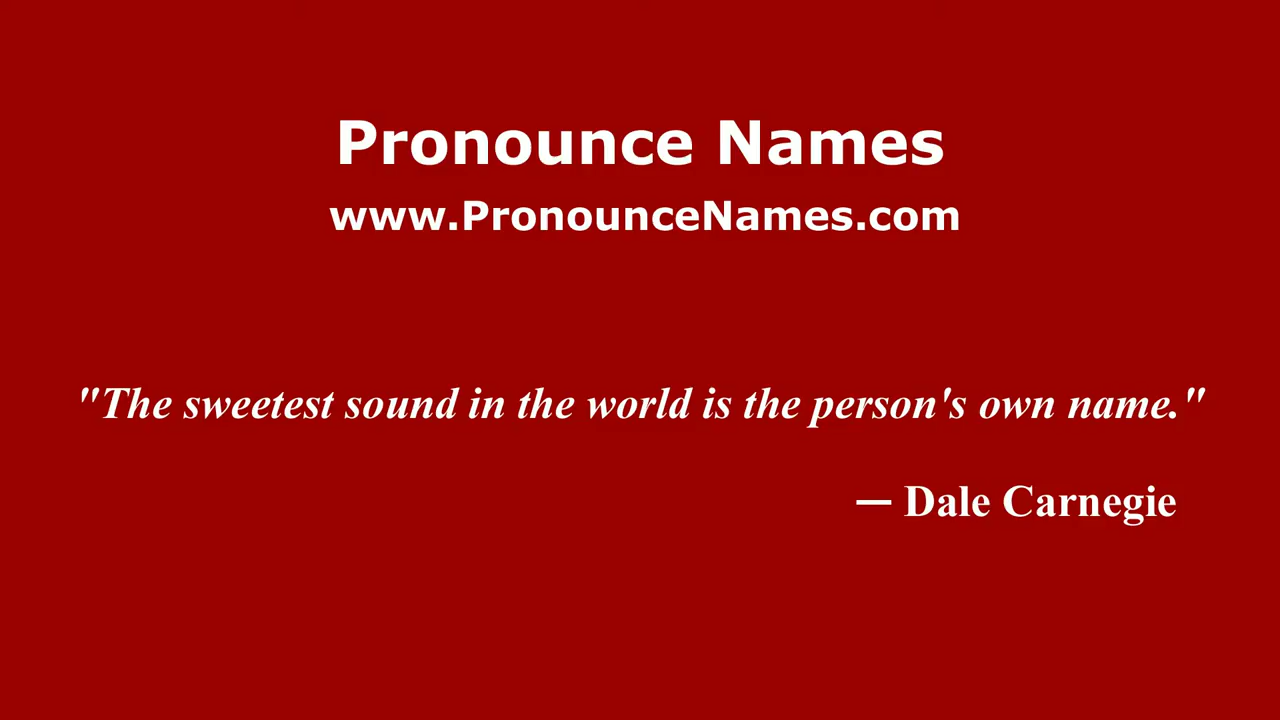 Pronounce Names
www.PronounceNames.com
"The sweetest sound in the world is the person's own name."
— Dale Carnegie